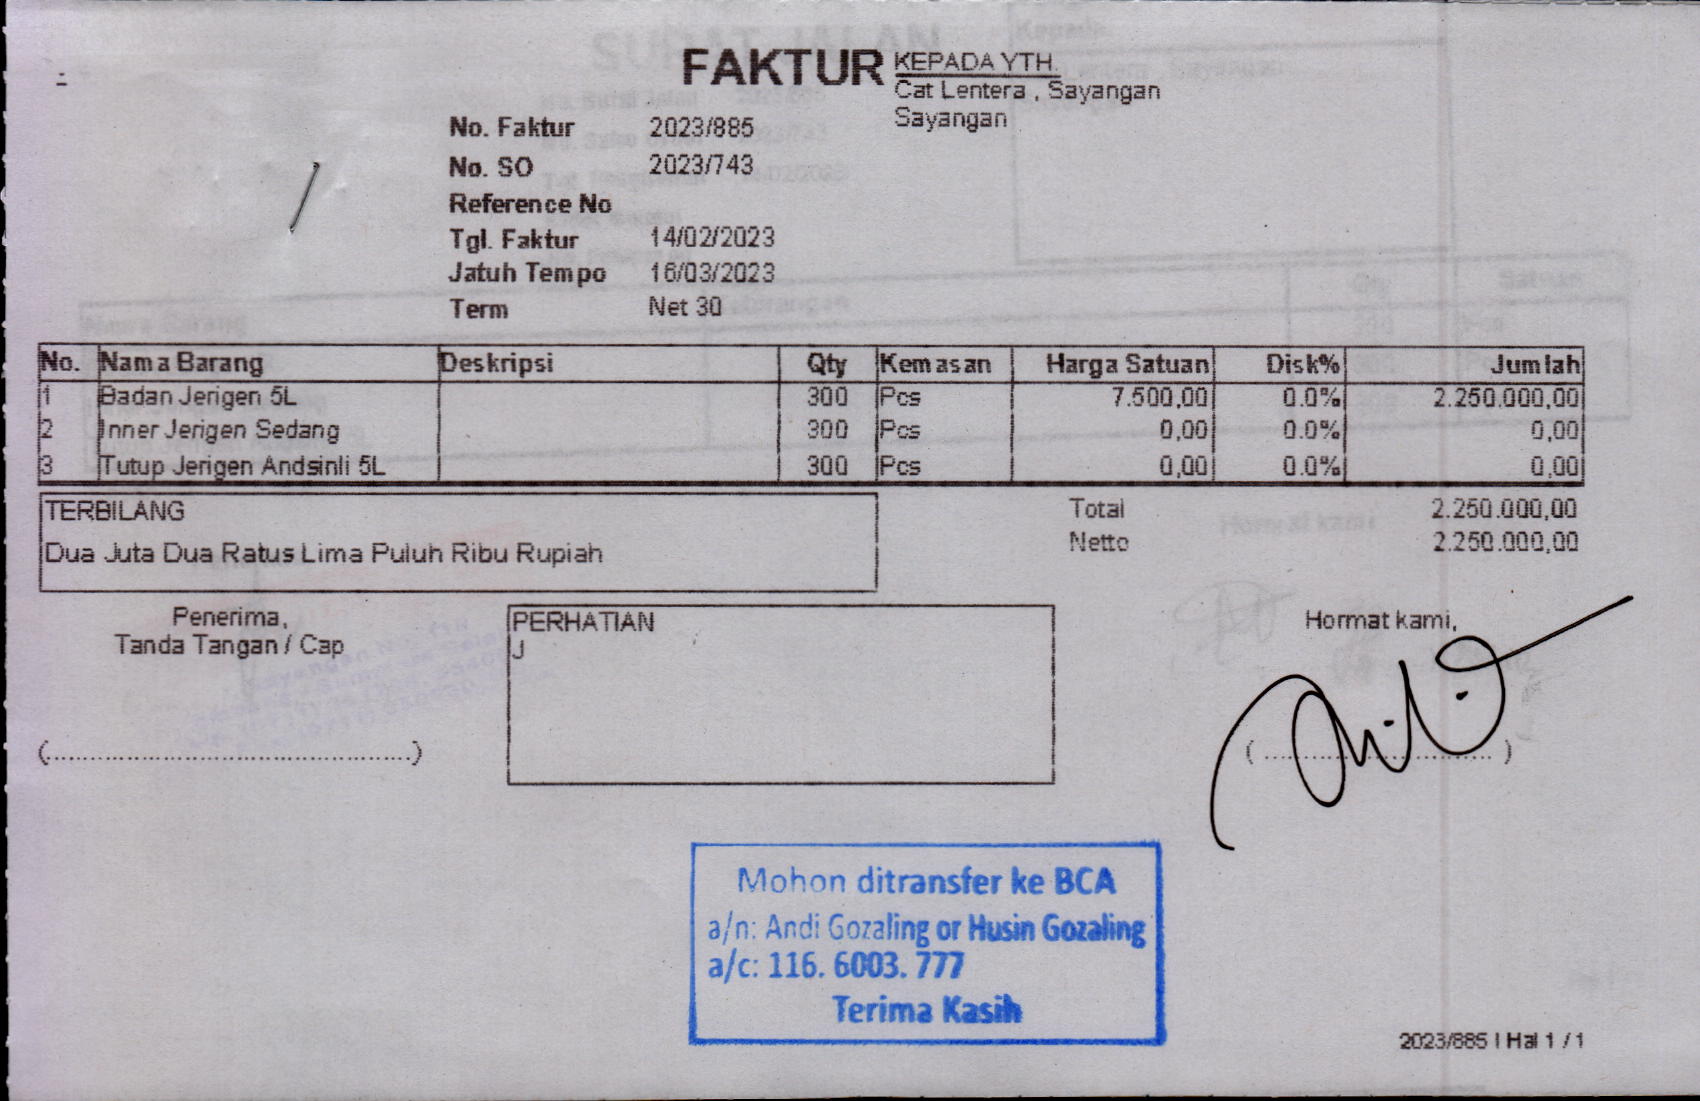 FAKTUR
KEPADA YTH.
Cat Lentera , Sayangan
Sayangan
No. Faktur 2023/885
No. SO 2023/743
Reference No
Tgl. Faktur 14/02/2023
Jatuh Tempo 16/03/2023
Term Net 30
No. Nama Barang Deskripsi Qty Kemasan Harga Satuan Disk% Jumlah
1 Badan Jerigen 5L 300 Pcs 7.500,00 0.0% 2.250.000,00
2 Inner Jerigen Sedang 300 Pcs 0,00 0.0% 0,00
3 Tutup Jerigen Andsinli 5L 300 Pcs 0,00 0.0% 0,00
TERBILANG
Dua Juta Dua Ratus Lima Puluh Ribu Rupiah
Total 2.250.000,00
Netto 2.250.000,00
Penerima,
Tanda Tangan / Cap
(................................................)
PERHATIAN
J
Hormat kami,
(................................)
Mohon ditransfer ke BCA
a/n: Andi Gozaling or Husin Gozaling
a/c: 116. 6003. 777
Terima Kasih
2023/885 | Hal 1 / 1